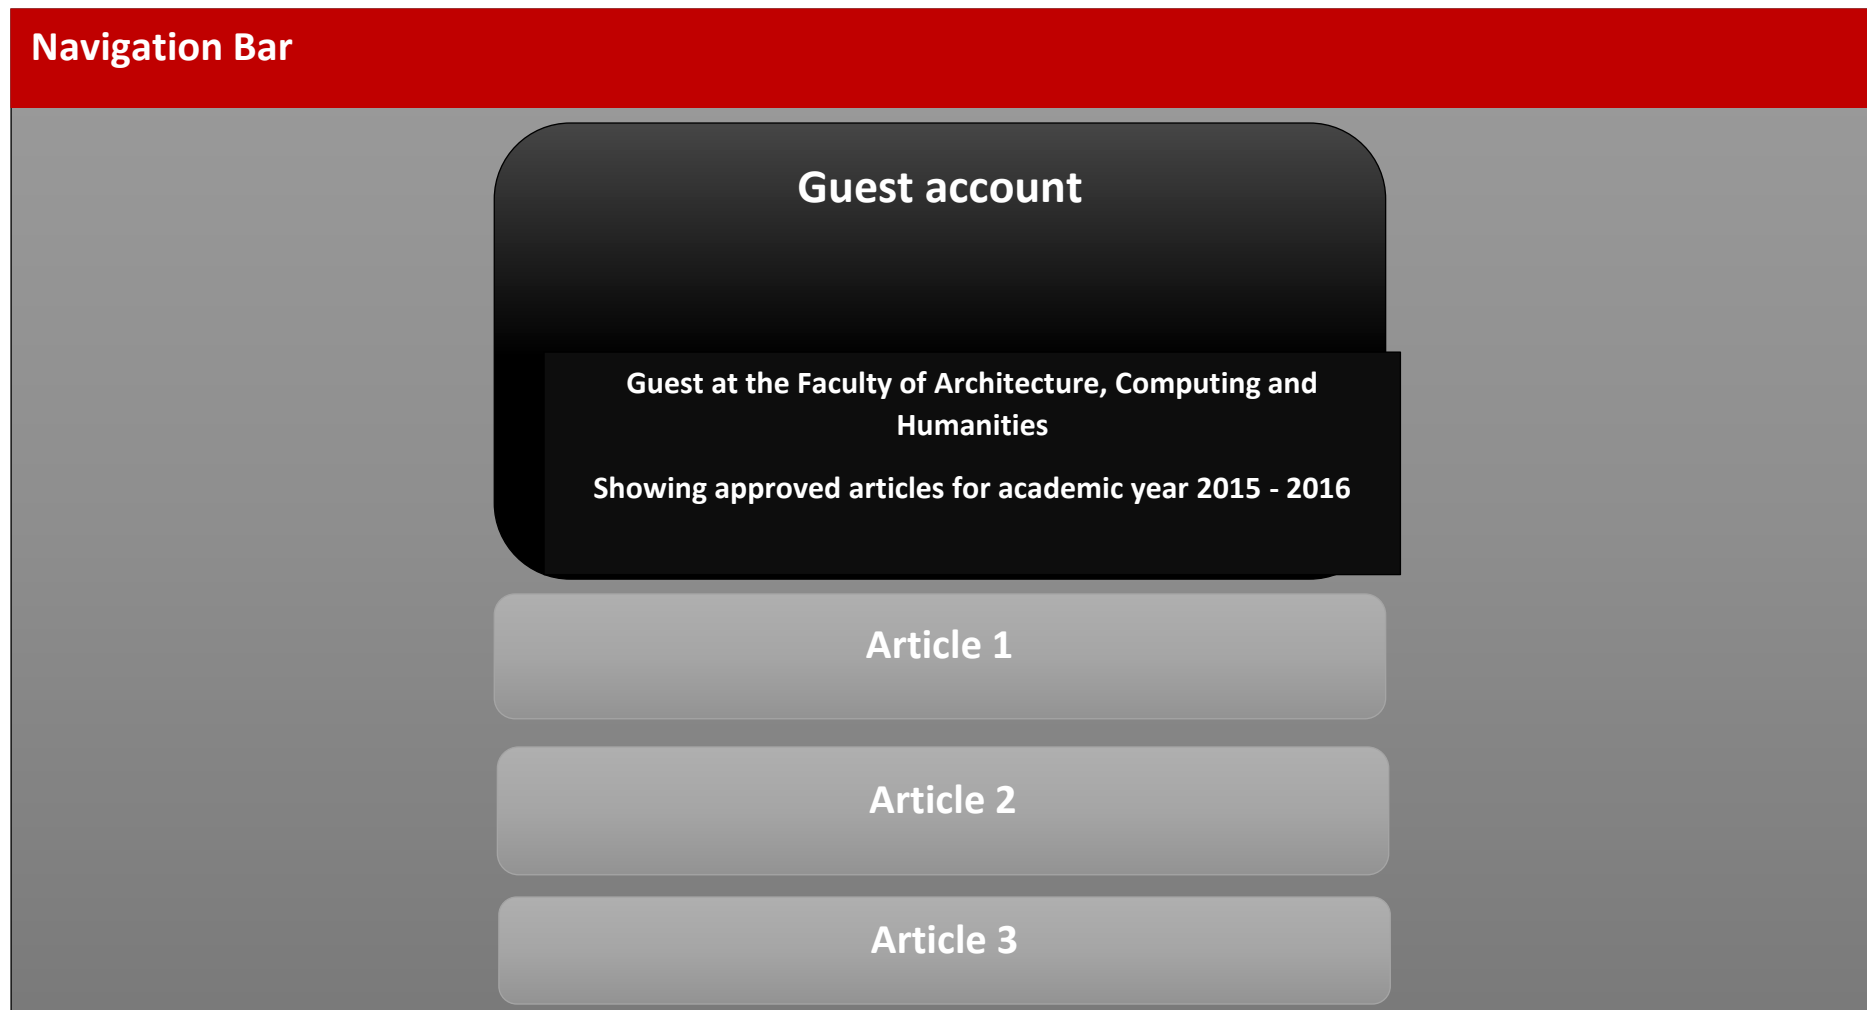 Navigation Bar
Guest account
Guest at the Faculty of Architecture, Computing and
Humanities
Showing approved articles for academic year 2015 - 2016
Article 1
Article 2
Article 3